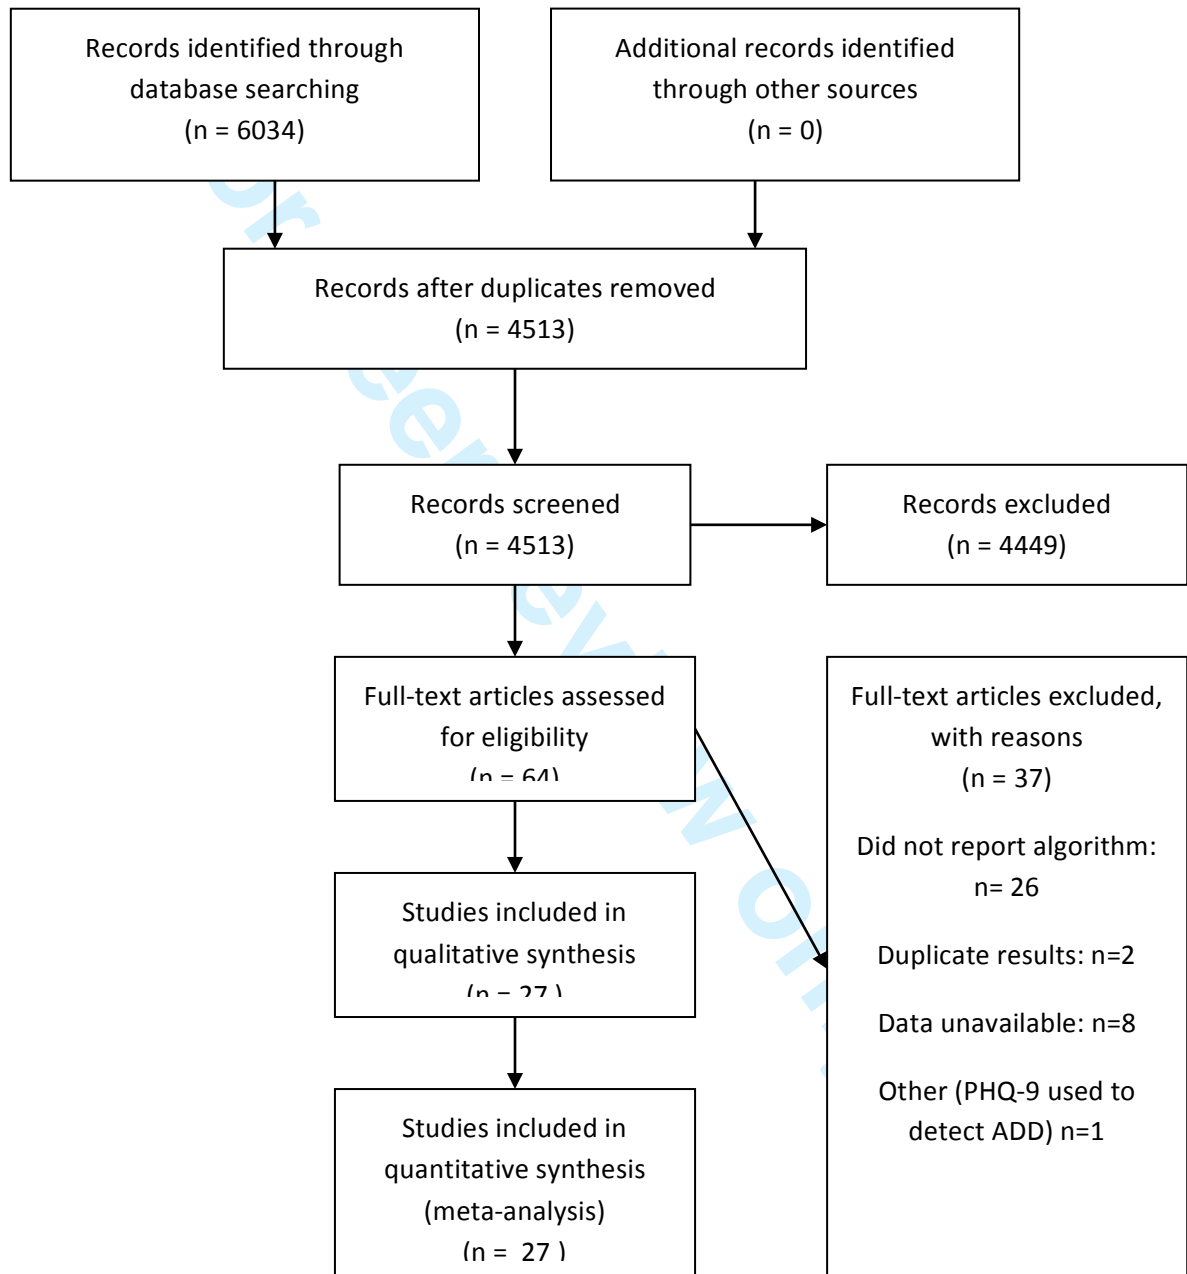 Records identified through
database searching
(n = 6034)
Additional records identified
through other sources
(n = 0)
Records after duplicates removed
(n = 4513)
Records screened
(n = 4513)
Records excluded
(n = 4449)
Full-text articles assessed
for eligibility
(n = 64)
Full-text articles excluded,
with reasons
(n = 37)
Did not report algorithm:
n= 26
Duplicate results: n=2
Data unavailable: n=8
Other (PHQ-9 used to
detect ADD) n=1
Studies included in
qualitative synthesis
(n = 27 )
Studies included in
quantitative synthesis
(meta-analysis)
(n =  27 )